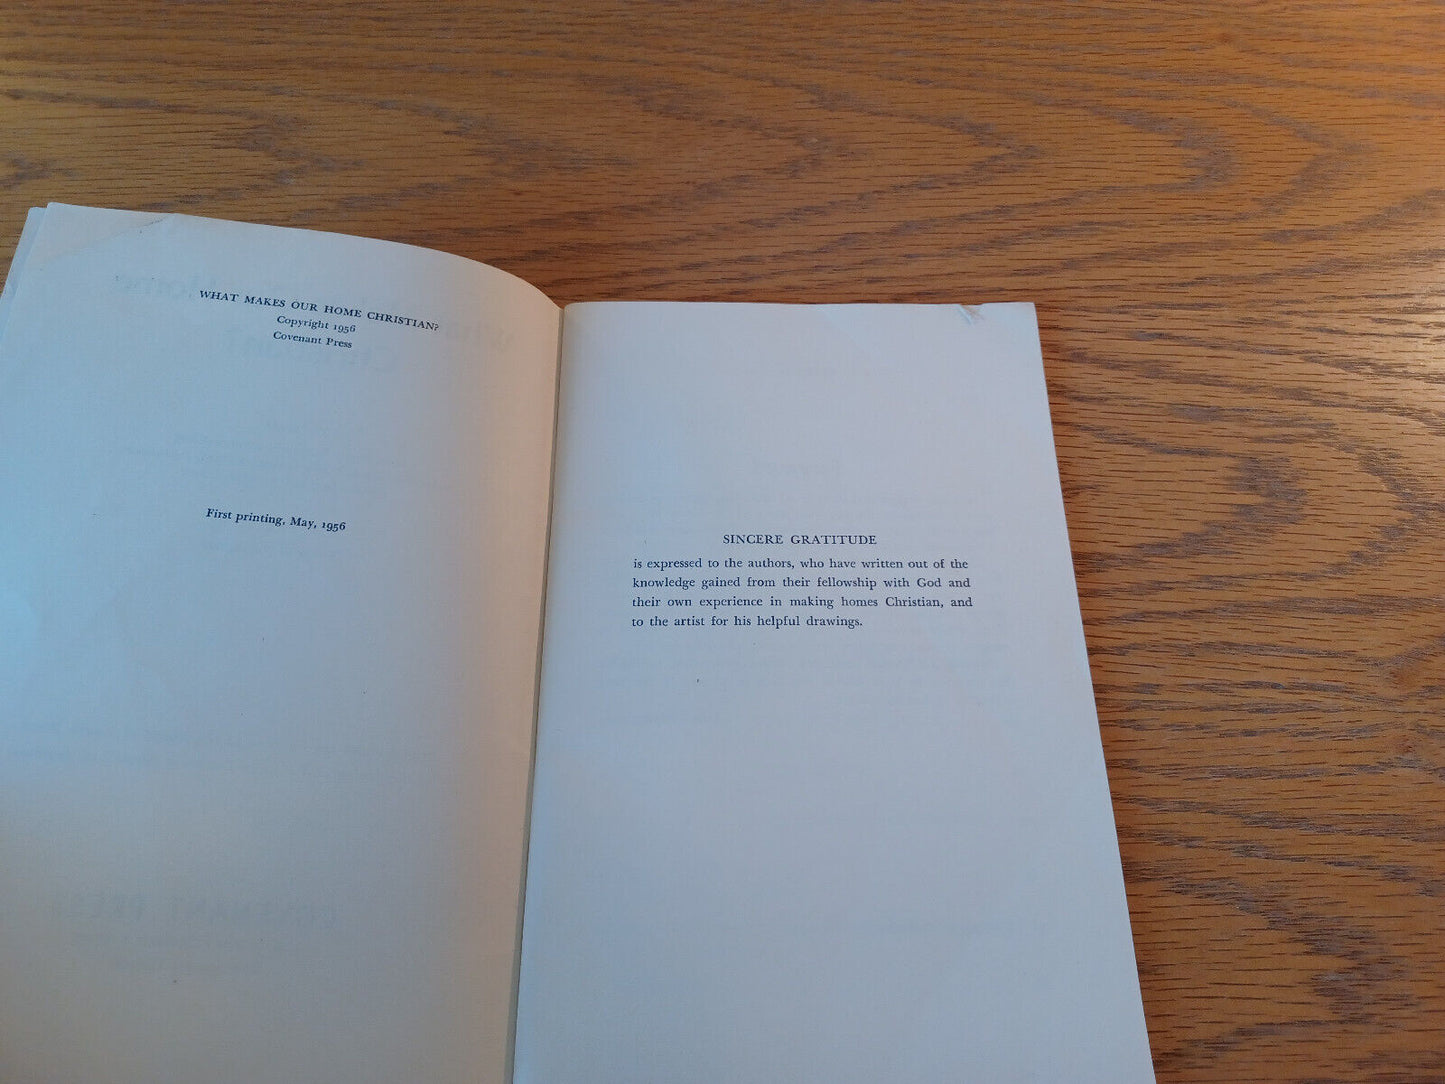 WHAT MAKES OUR HOME CHRISTIAN?
Copyright 1956
Covenant Press
First printing, May, 1956
SINCERE GRATITUDE
is expressed to the authors, who have written out of the
knowledge gained from their fellowship with God and
their own experience in making homes Christian, and
to the artist for his helpful drawings.